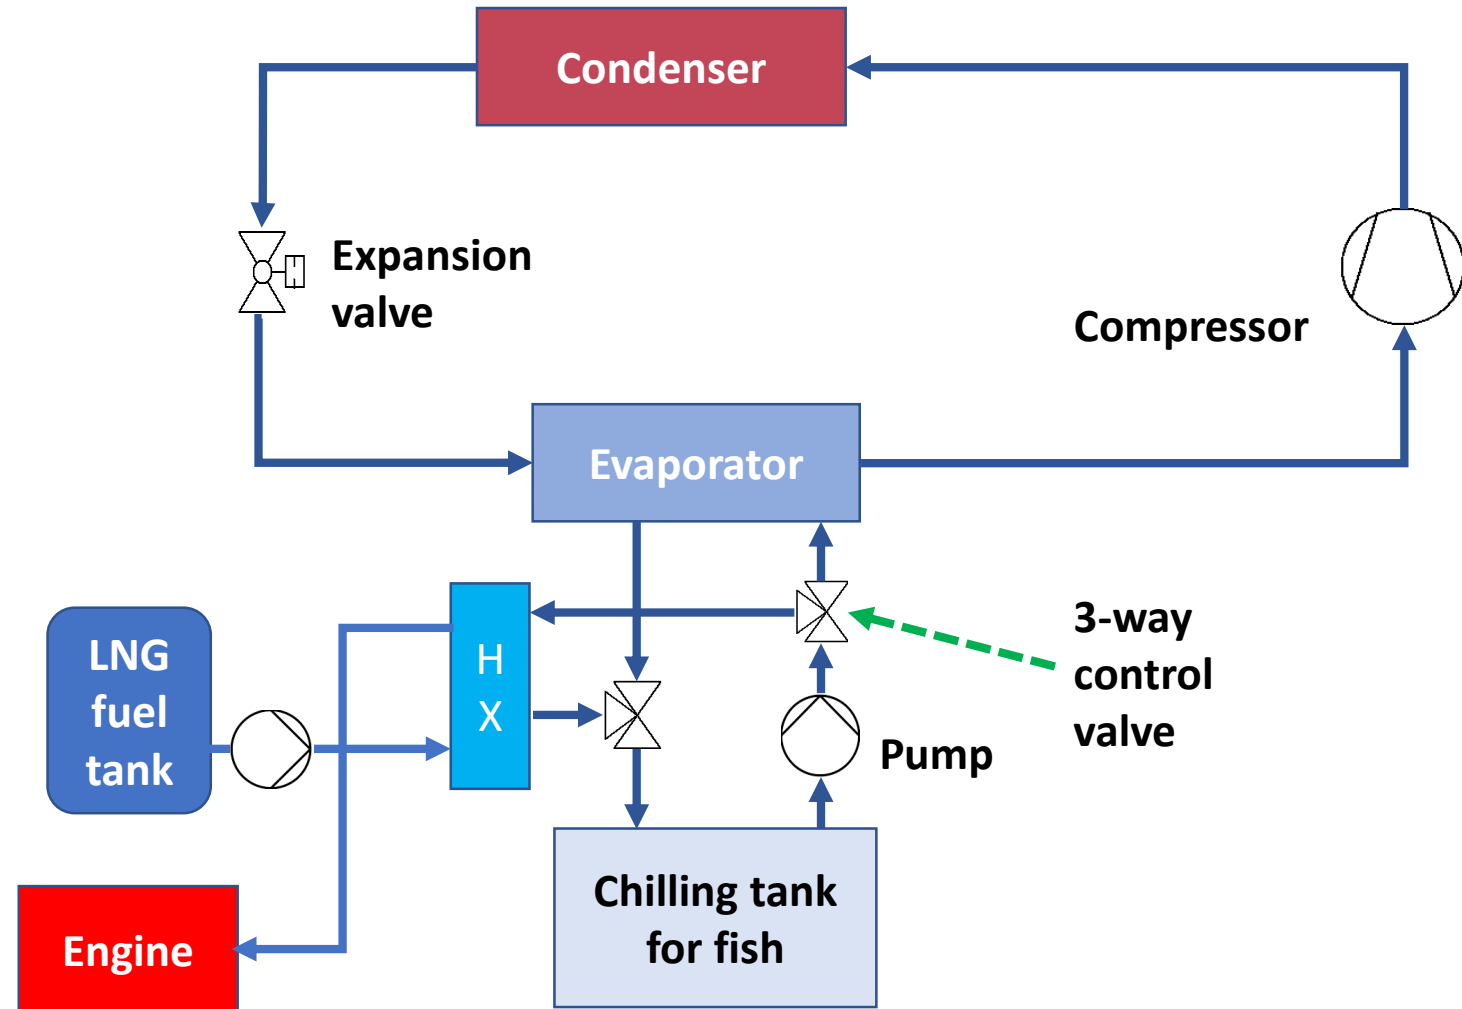 Condenser
Expansion
valve
Compressor
Evaporator
LNG
fuel
tank
H
X
3-way
control
valve
Pump
Chilling tank
for fish
Engine